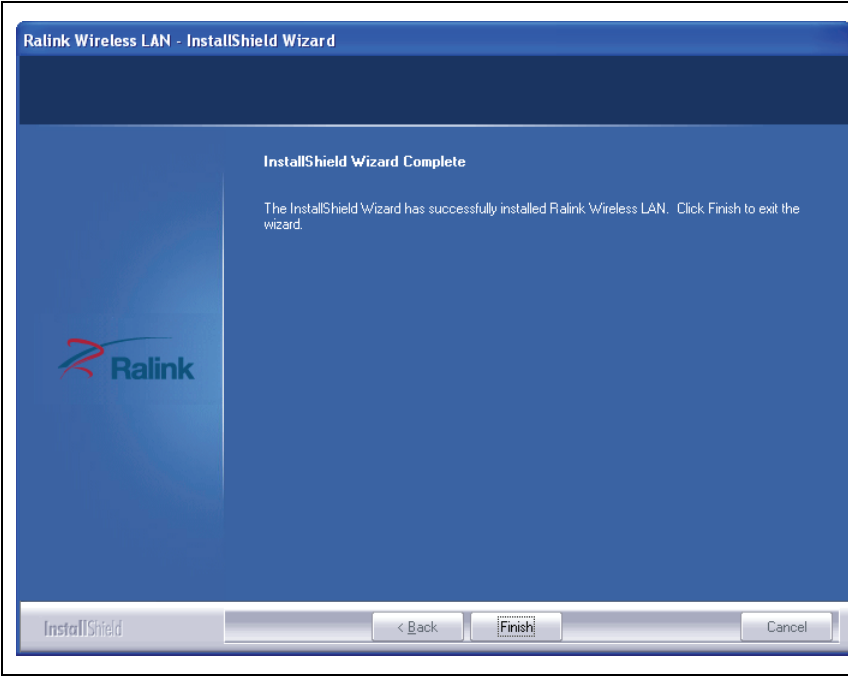 Ralink Wireless LAN - InstallShield Wizard
InstallShield Wizard Complete
The InstallShield Wizard has successfully installed Ralink Wireless LAN.  Click Finish to exit the
wizard.
Ralink
InstallShield
< Back
Finish
Cancel